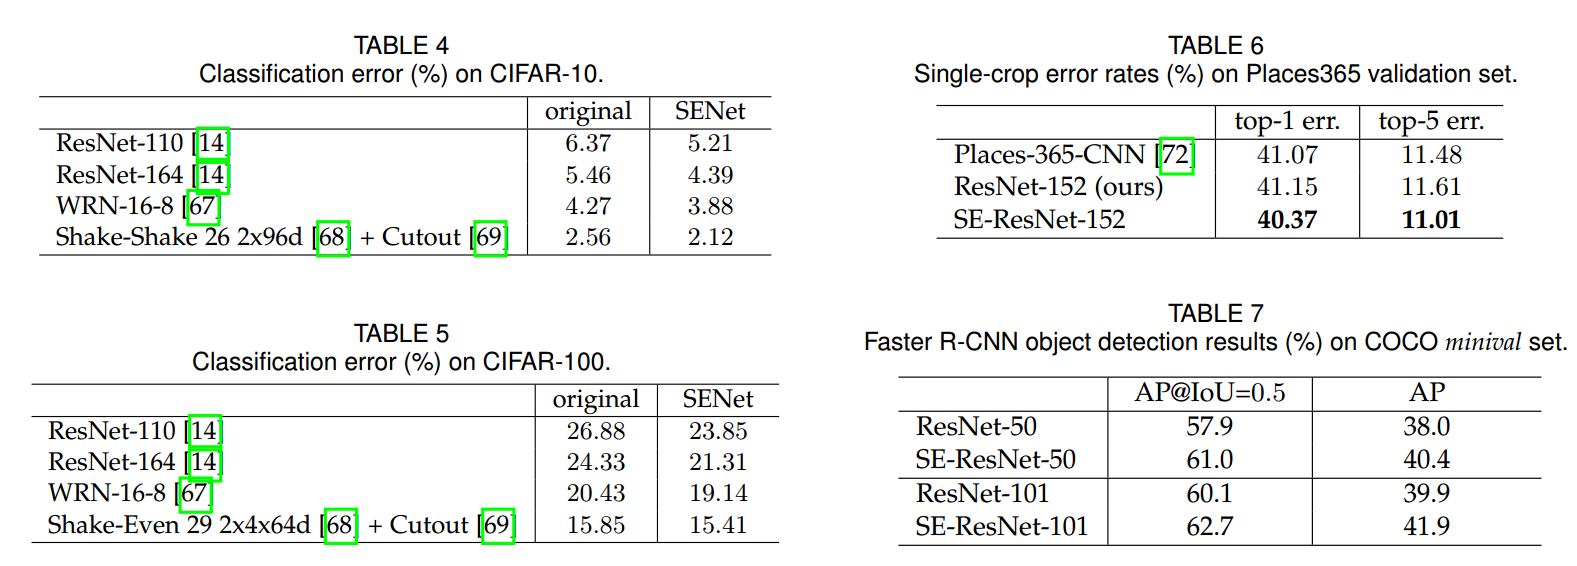 TABLE 4
Classification error (%) on CIFAR-10.
original SENet
ResNet-110 [14] 6.37 5.21
ResNet-164 [14] 5.46 4.39
WRN-16-8 [67] 4.27 3.88
Shake-Shake 26 2x96d [68] + Cutout [69] 2.56 2.12
TABLE 5
Classification error (%) on CIFAR-100.
original SENet
ResNet-110 [14] 26.88 23.85
ResNet-164 [14] 24.33 21.31
WRN-16-8 [67] 20.43 19.14
Shake-Even 29 2x4x64d [68] + Cutout [69] 15.85 15.41
TABLE 6
Single-crop error rates (%) on Places365 validation set.
top-1 err. top-5 err.
Places-365-CNN [72] 41.07 11.48
ResNet-152 (ours) 41.15 11.61
SE-ResNet-152 40.37 11.01
TABLE 7
Faster R-CNN object detection results (%) on COCO minival set.
AP@IoU=0.5 AP
ResNet-50 57.9 38.0
SE-ResNet-50 61.0 40.4
ResNet-101 60.1 39.9
SE-ResNet-101 62.7 41.9